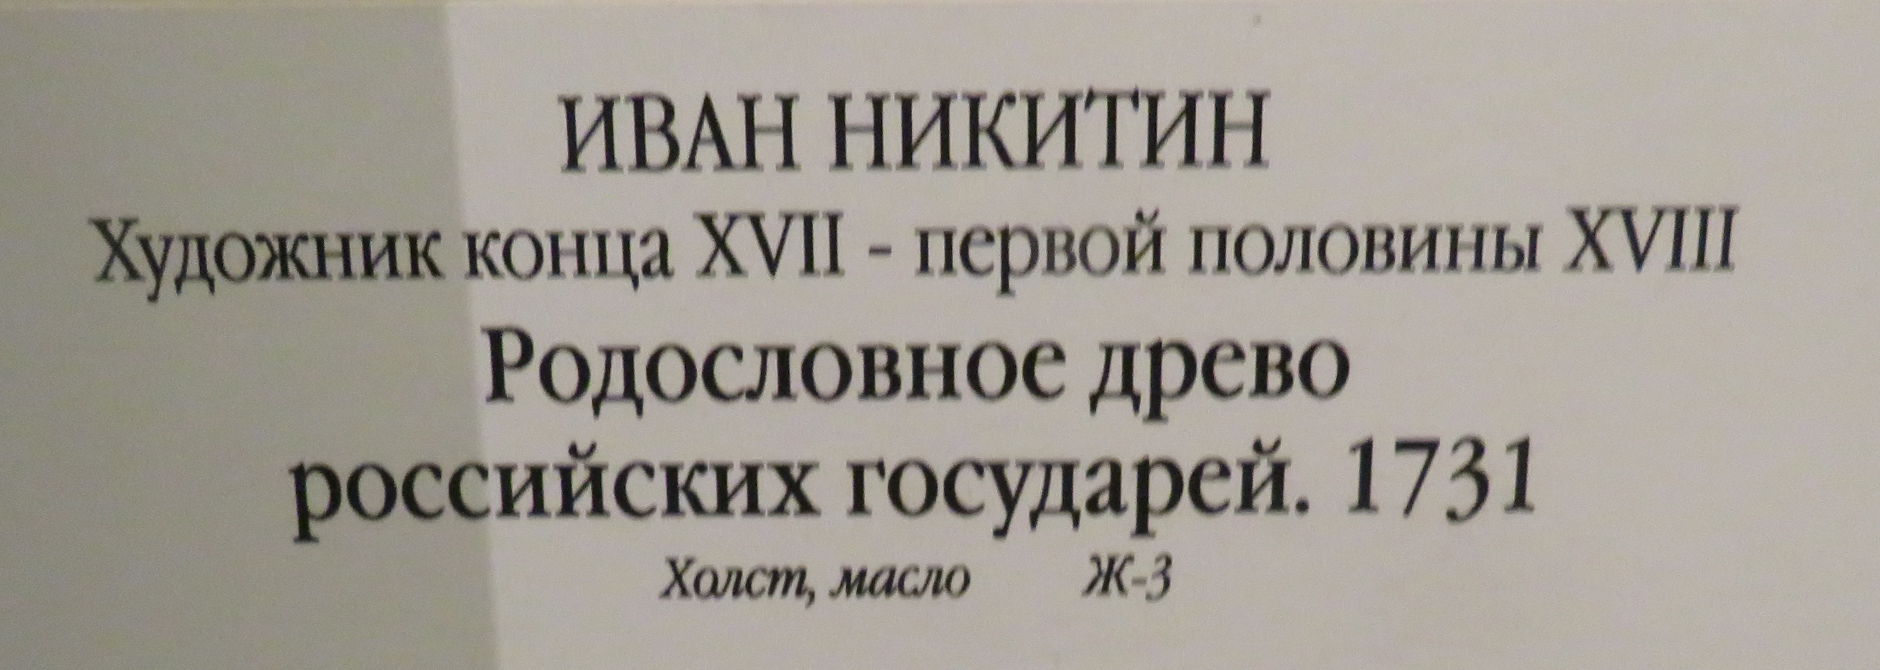 ИВАН НИКИТИН
Художник конца XVII - первой половины XVIII
Родословное древо
российских государей. 1731
Холст, масло Ж-3